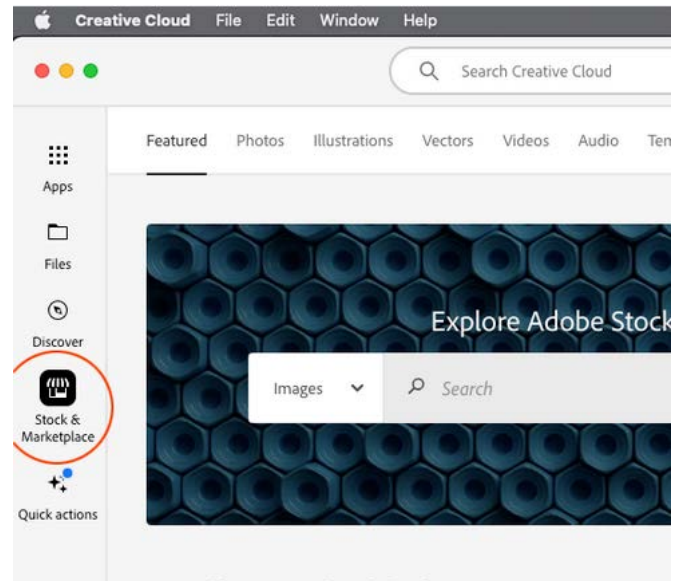 Creative Cloud File Edit Window Help
Search Creative Cloud
Featured Photos Illustrations Vectors Videos Audio
Apps
Files
Discover
Explore Adobe Stock
Images Search
Stock &
Marketplace
Quick actions